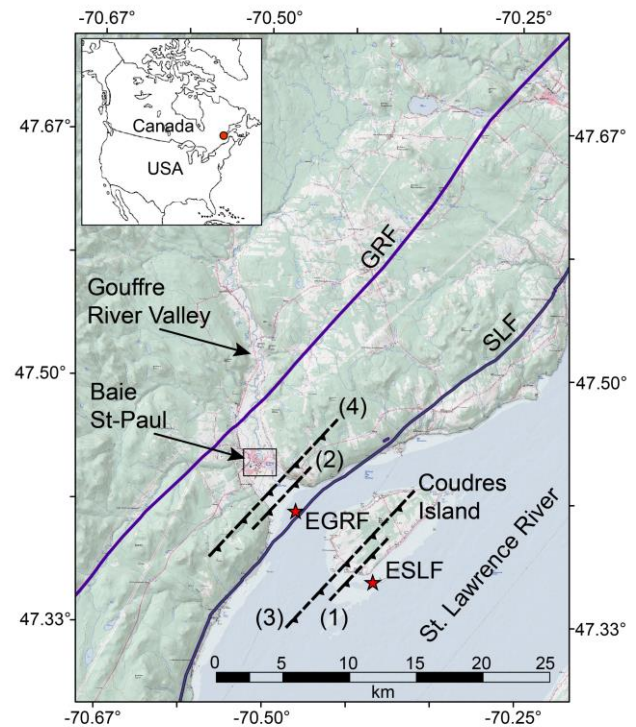 -70.67
-70.50
-70.25
47.67
47.67
Canada
USA
GRF
Gouffre
River Valley
SLF
47.50°
47.50°
Baie
St-Paul
(4)
(2)
Coudres
Island
EGRF
ESLF
St. Lawrence River
47.33°
47.33°
(3)
(1)
0 5 10 15 20 25
km
-70.67
-70.50
-70.25